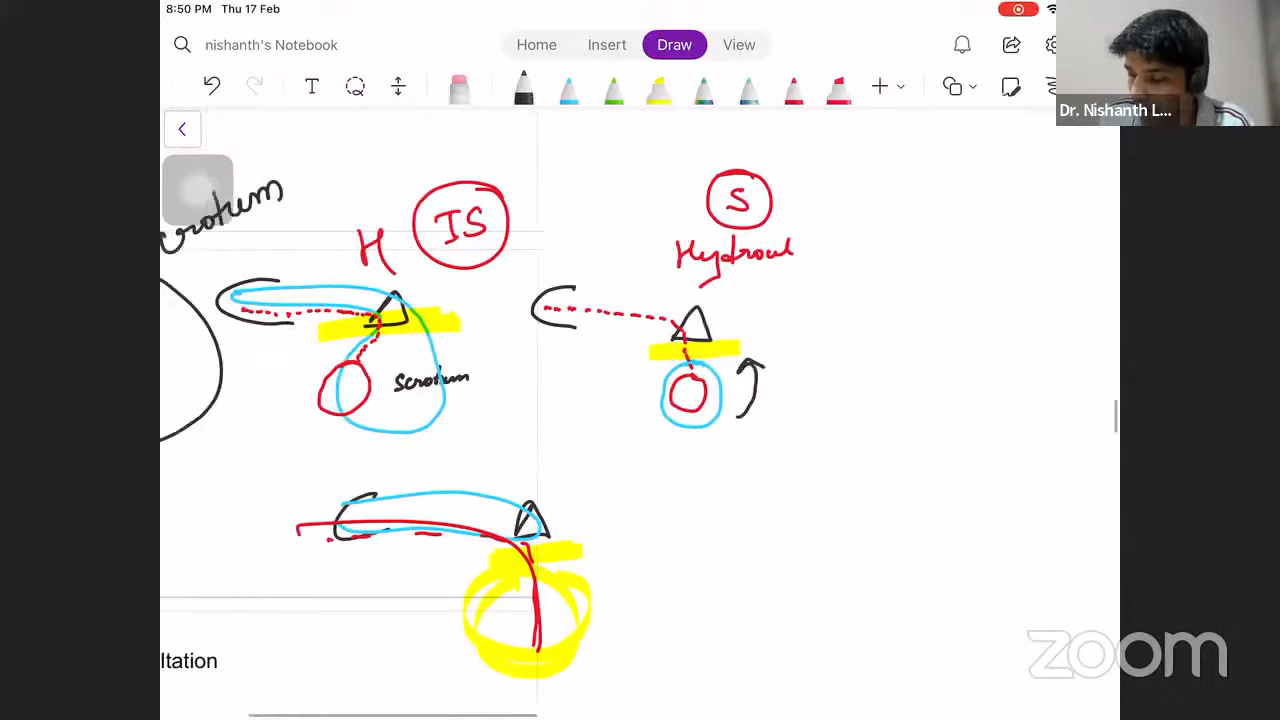 8:50 PM Thu 17 Feb
nishanth's Notebook
Home Insert Draw View
Dr. Nishanth L...
crotum
H
IS
S
Hydrocel
Scrotum
ltation
zoom